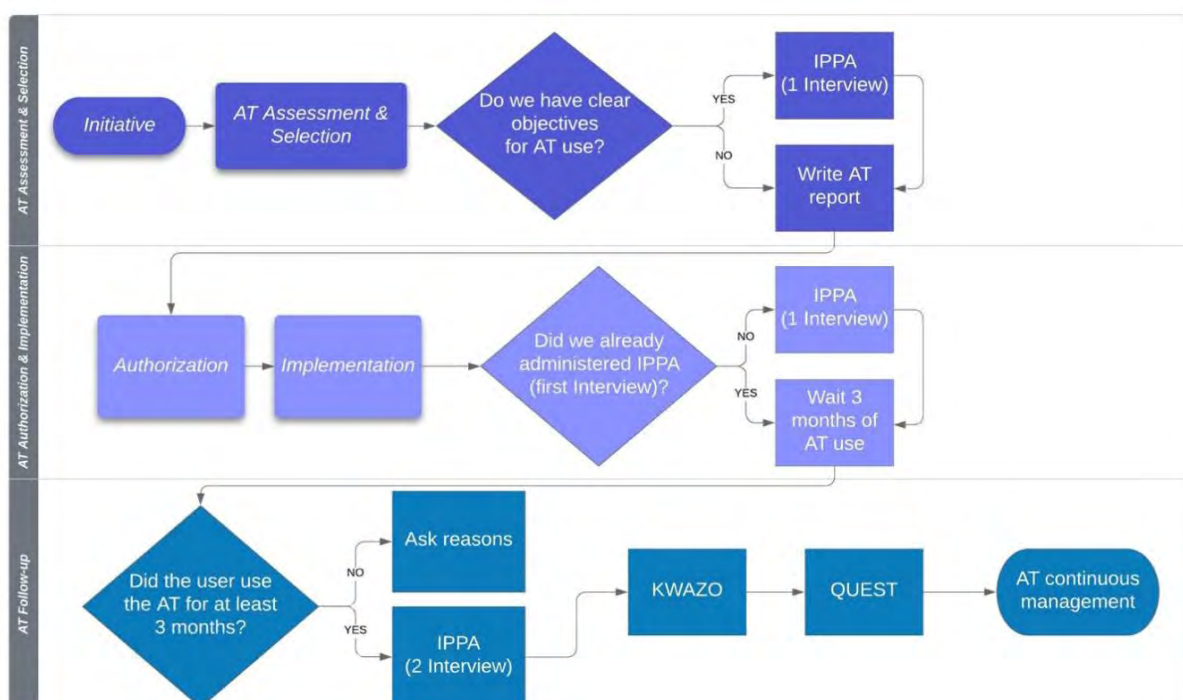 AT Assessment & Selection
Initiative
AT Assessment &
Selection
Do we have clear
objectives
for AT use?
YES
NO
IPPA
(1 Interview)
Write AT
report
AT Authorization & Implementation
Authorization
Implementation
Did we already
administered IPPA
(first Interview)?
NO
YES
IPPA
(1 Interview)
Wait 3
months of
AT use
AT Follow-up
Did the user use
the AT for at least
3 months?
NO
YES
Ask reasons
IPPA
(2 Interview)
KWAZO
QUEST
AT continuous
management